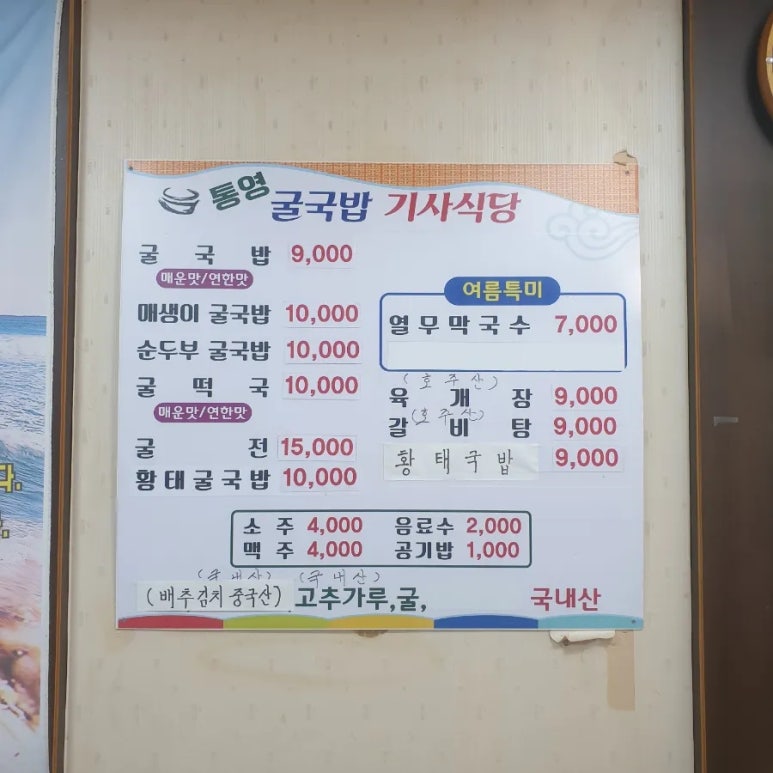 통영 굴국밥 기사식당
굴 국 밥 9,000
매운맛/연한맛
매생이 굴국밥 10,000
순두부 굴국밥 10,000
굴 떡 국 10,000
매운맛/연한맛
굴 전 15,000
황태굴국밥 10,000
여름특미
열무막국수 7,000
(호주산)
육 개 장 9,000
(호주산)
갈 비 탕 9,000
황태국밥 9,000
소 주 4,000 음료수 2,000
맥 주 4,000 공기밥 1,000
(국내산) (국내산)
(배추김치 중국산) 고추가루,굴, 국내산
다.